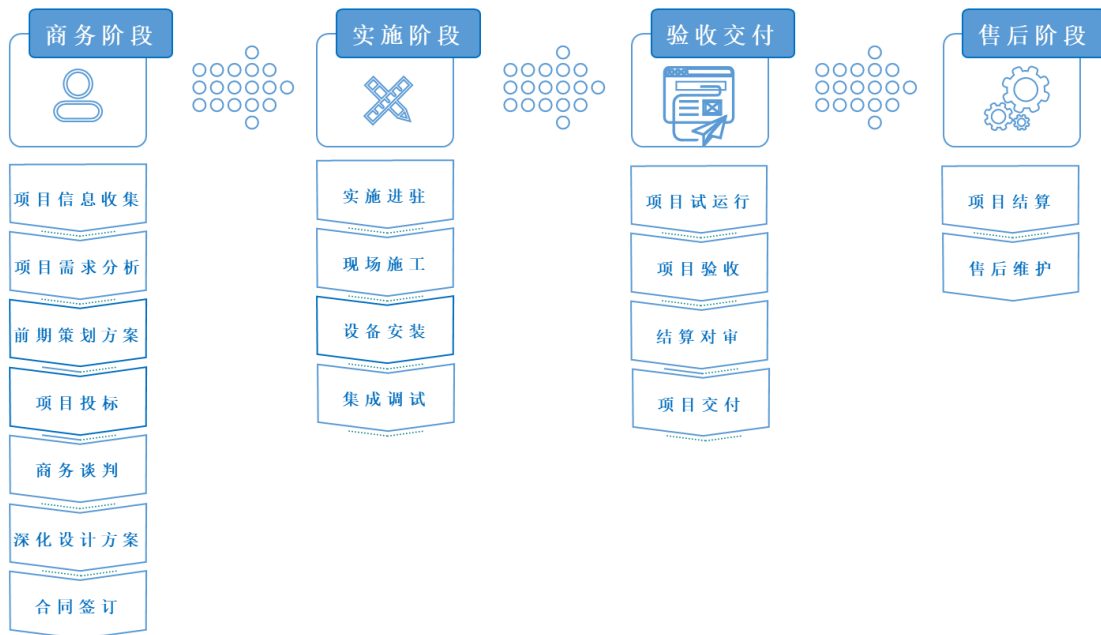 商务阶段
项目信息收集
项目需求分析
前期策划方案
项目投标
商务谈判
深化设计方案
合同签订
实施阶段
实施进驻
现场施工
设备安装
集成调试
验收交付
项目试运行
项目验收
结算对审
项目交付
售后阶段
项目结算
售后维护